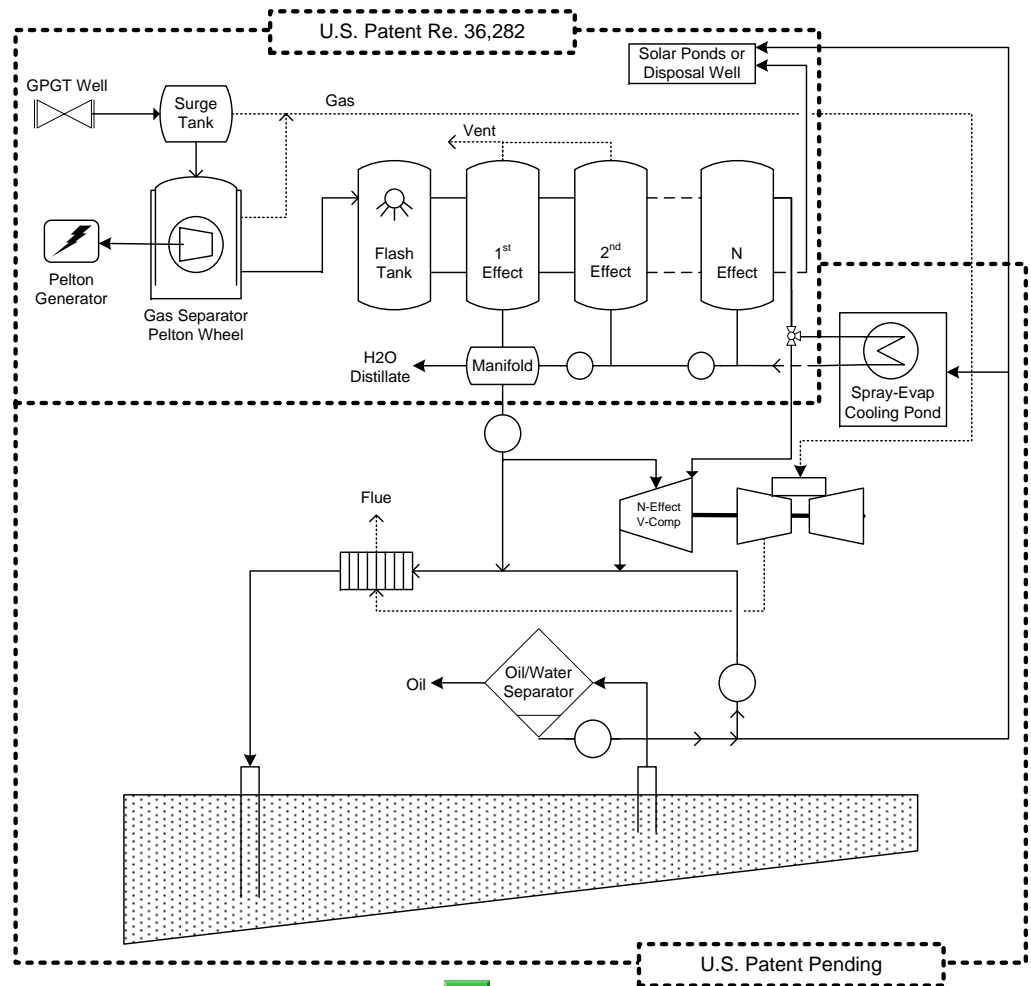 U.S. Patent Re. 36,282
Solar Ponds or
Disposal Well
GPGT Well
Surge
Tank
Gas
Vent
Pelton
Generator
Gas Separator
Pelton Wheel
Flash
Tank
1st
Effect
2nd
Effect
N
Effect
H2O
Distillate
Manifold
Spray-Evap
Cooling Pond
N-Effect
V-Comp
Flue
Oil
Oil/Water
Separator
U.S. Patent Pending